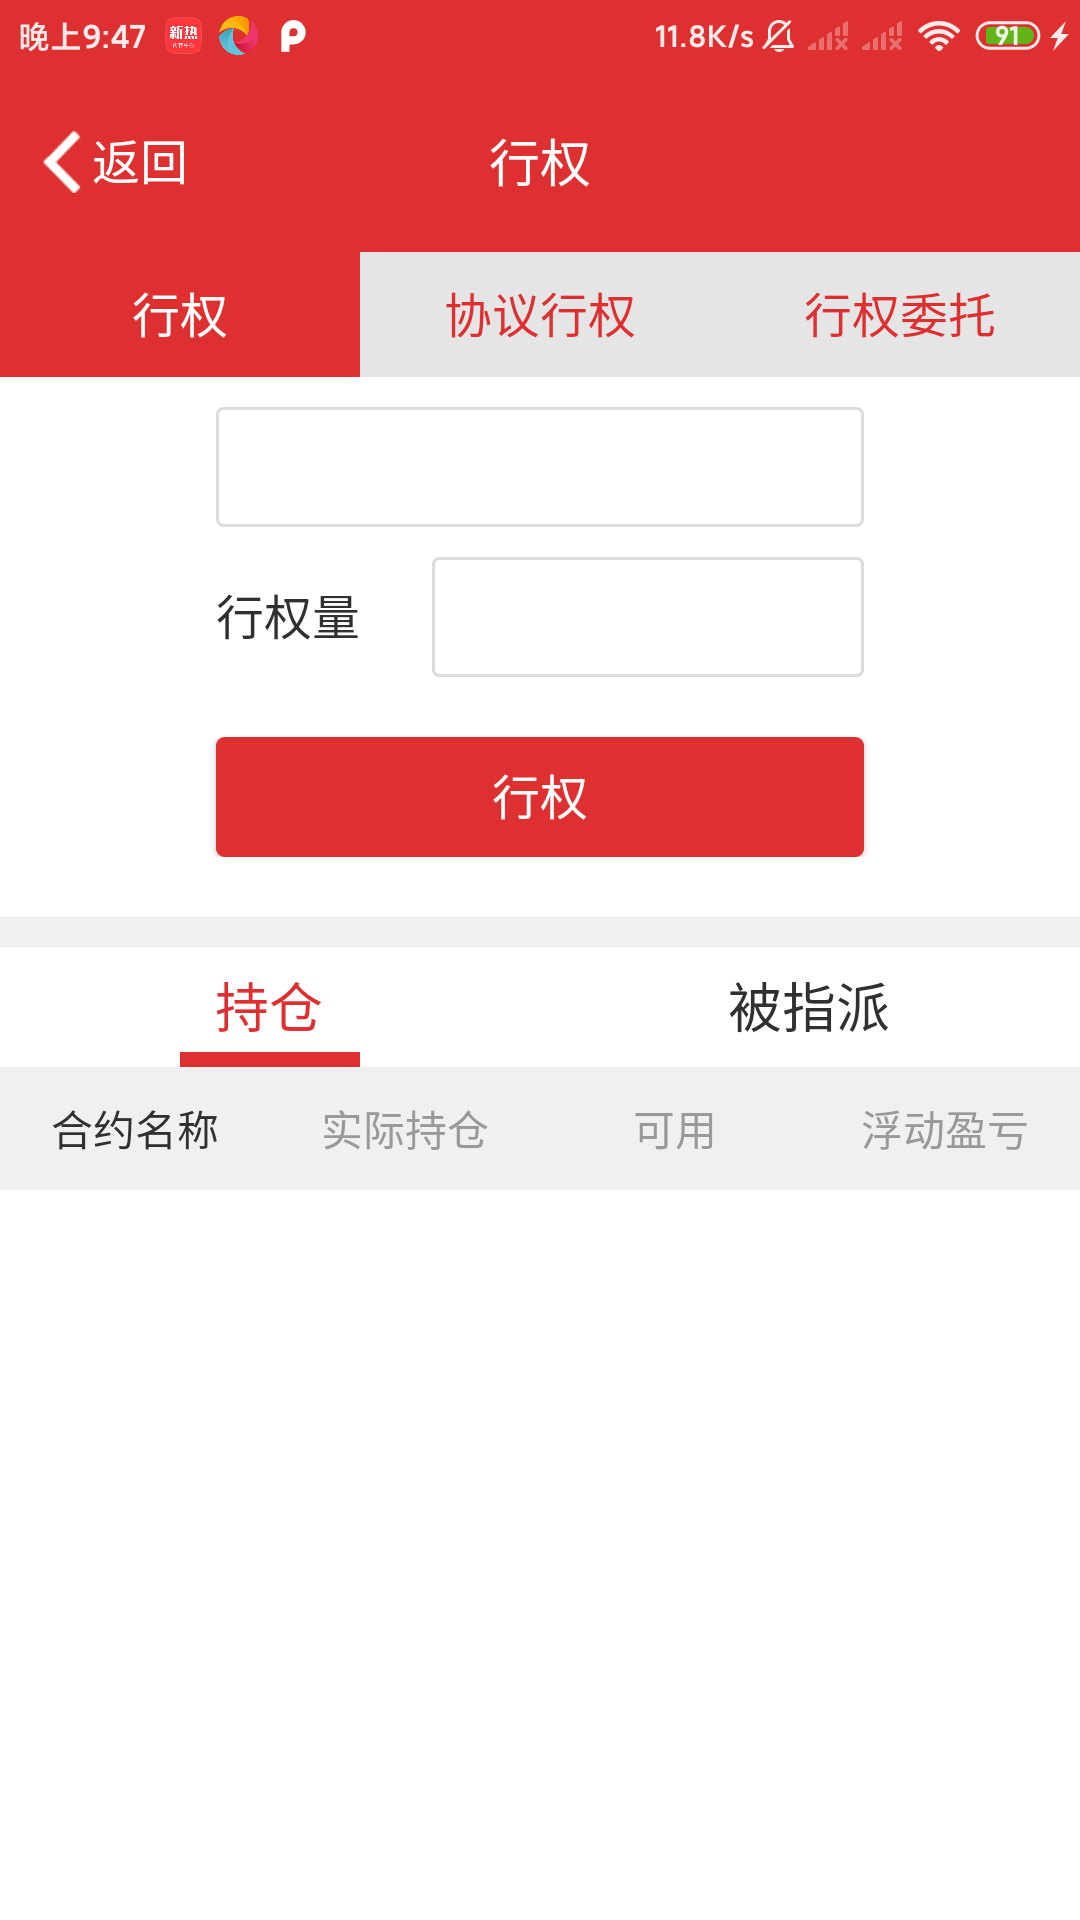 晚上9:47 新热 11.8K/s 91
返回 行权
行权 协议行权 行权委托
行权量
行权
持仓 被指派
合约名称 实际持仓 可用 浮动盈亏